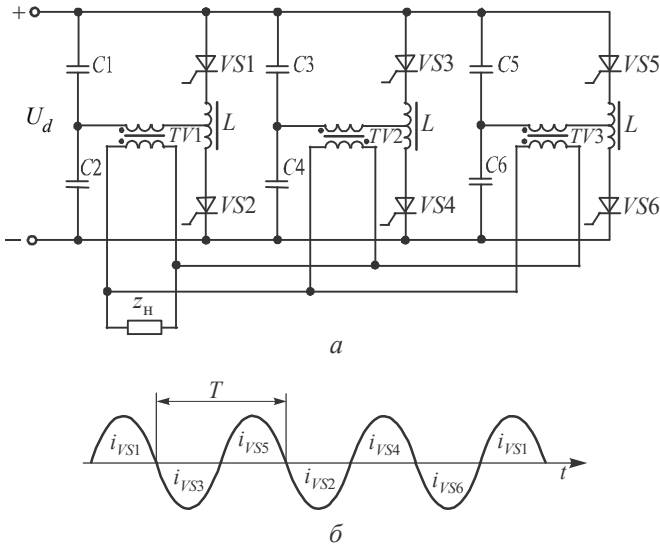 +
C1 VS1 C3 VS3 C5 VS5
U_d TV1 L TV2 L TV3 L
C2 VS2 C4 VS4 C6 VS6
–
z_н
а
T
i_VS1 i_VS5 i_VS4 i_VS1
i_VS3 i_VS2 i_VS6 t
б